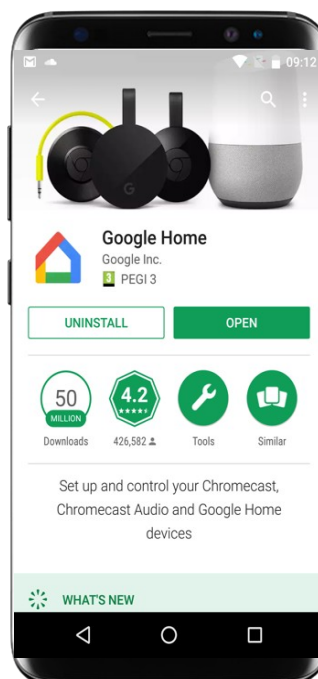 09:12
G
Google Home
Google Inc.
3 PEGI 3
UNINSTALL
OPEN
50
MILLION
4.2
Downloads
426,582
Tools
Similar
Set up and control your Chromecast,
Chromecast Audio and Google Home
devices
WHAT'S NEW